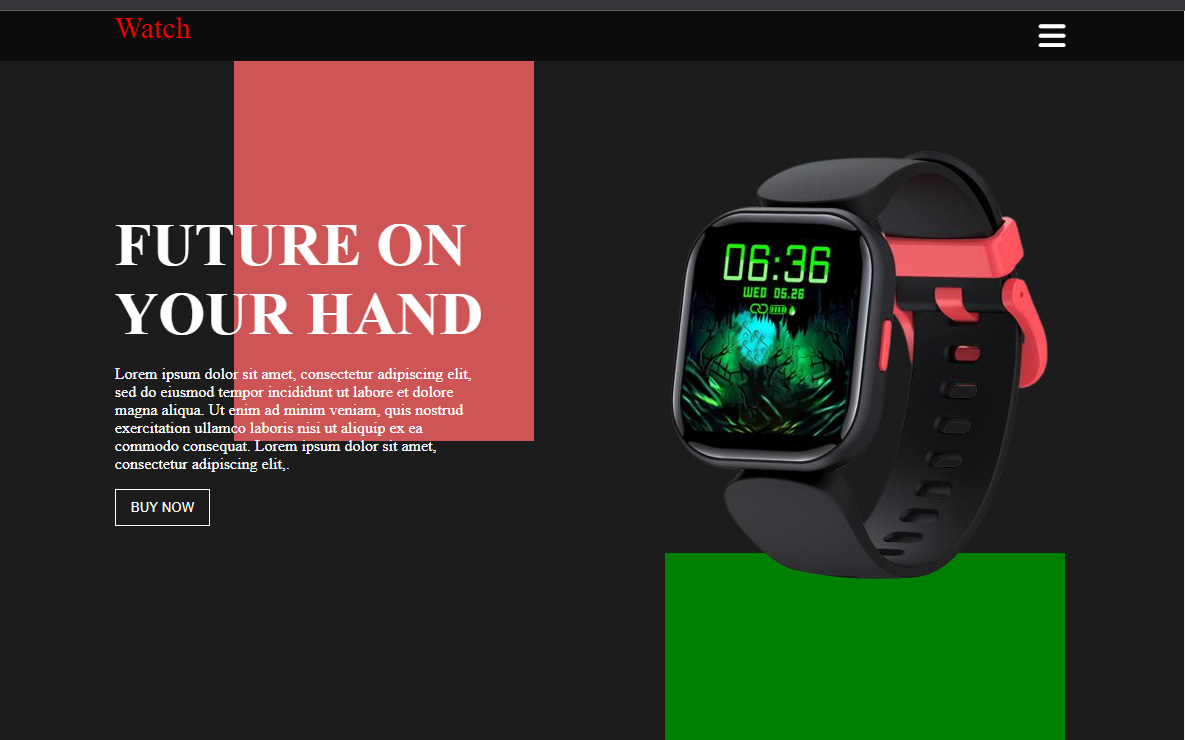 Watch
FUTURE ON
YOUR HAND
Lorem ipsum dolor sit amet, consectetur adipiscing elit,
sed do eiusmod tempor incididunt ut labore et dolore
magna aliqua. Ut enim ad minim veniam, quis nostrud
exercitation ullamco laboris nisi ut aliquip ex ea
commodo consequat. Lorem ipsum dolor sit amet,
consectetur adipiscing elit,.
BUY NOW
06:36
WED 05.26